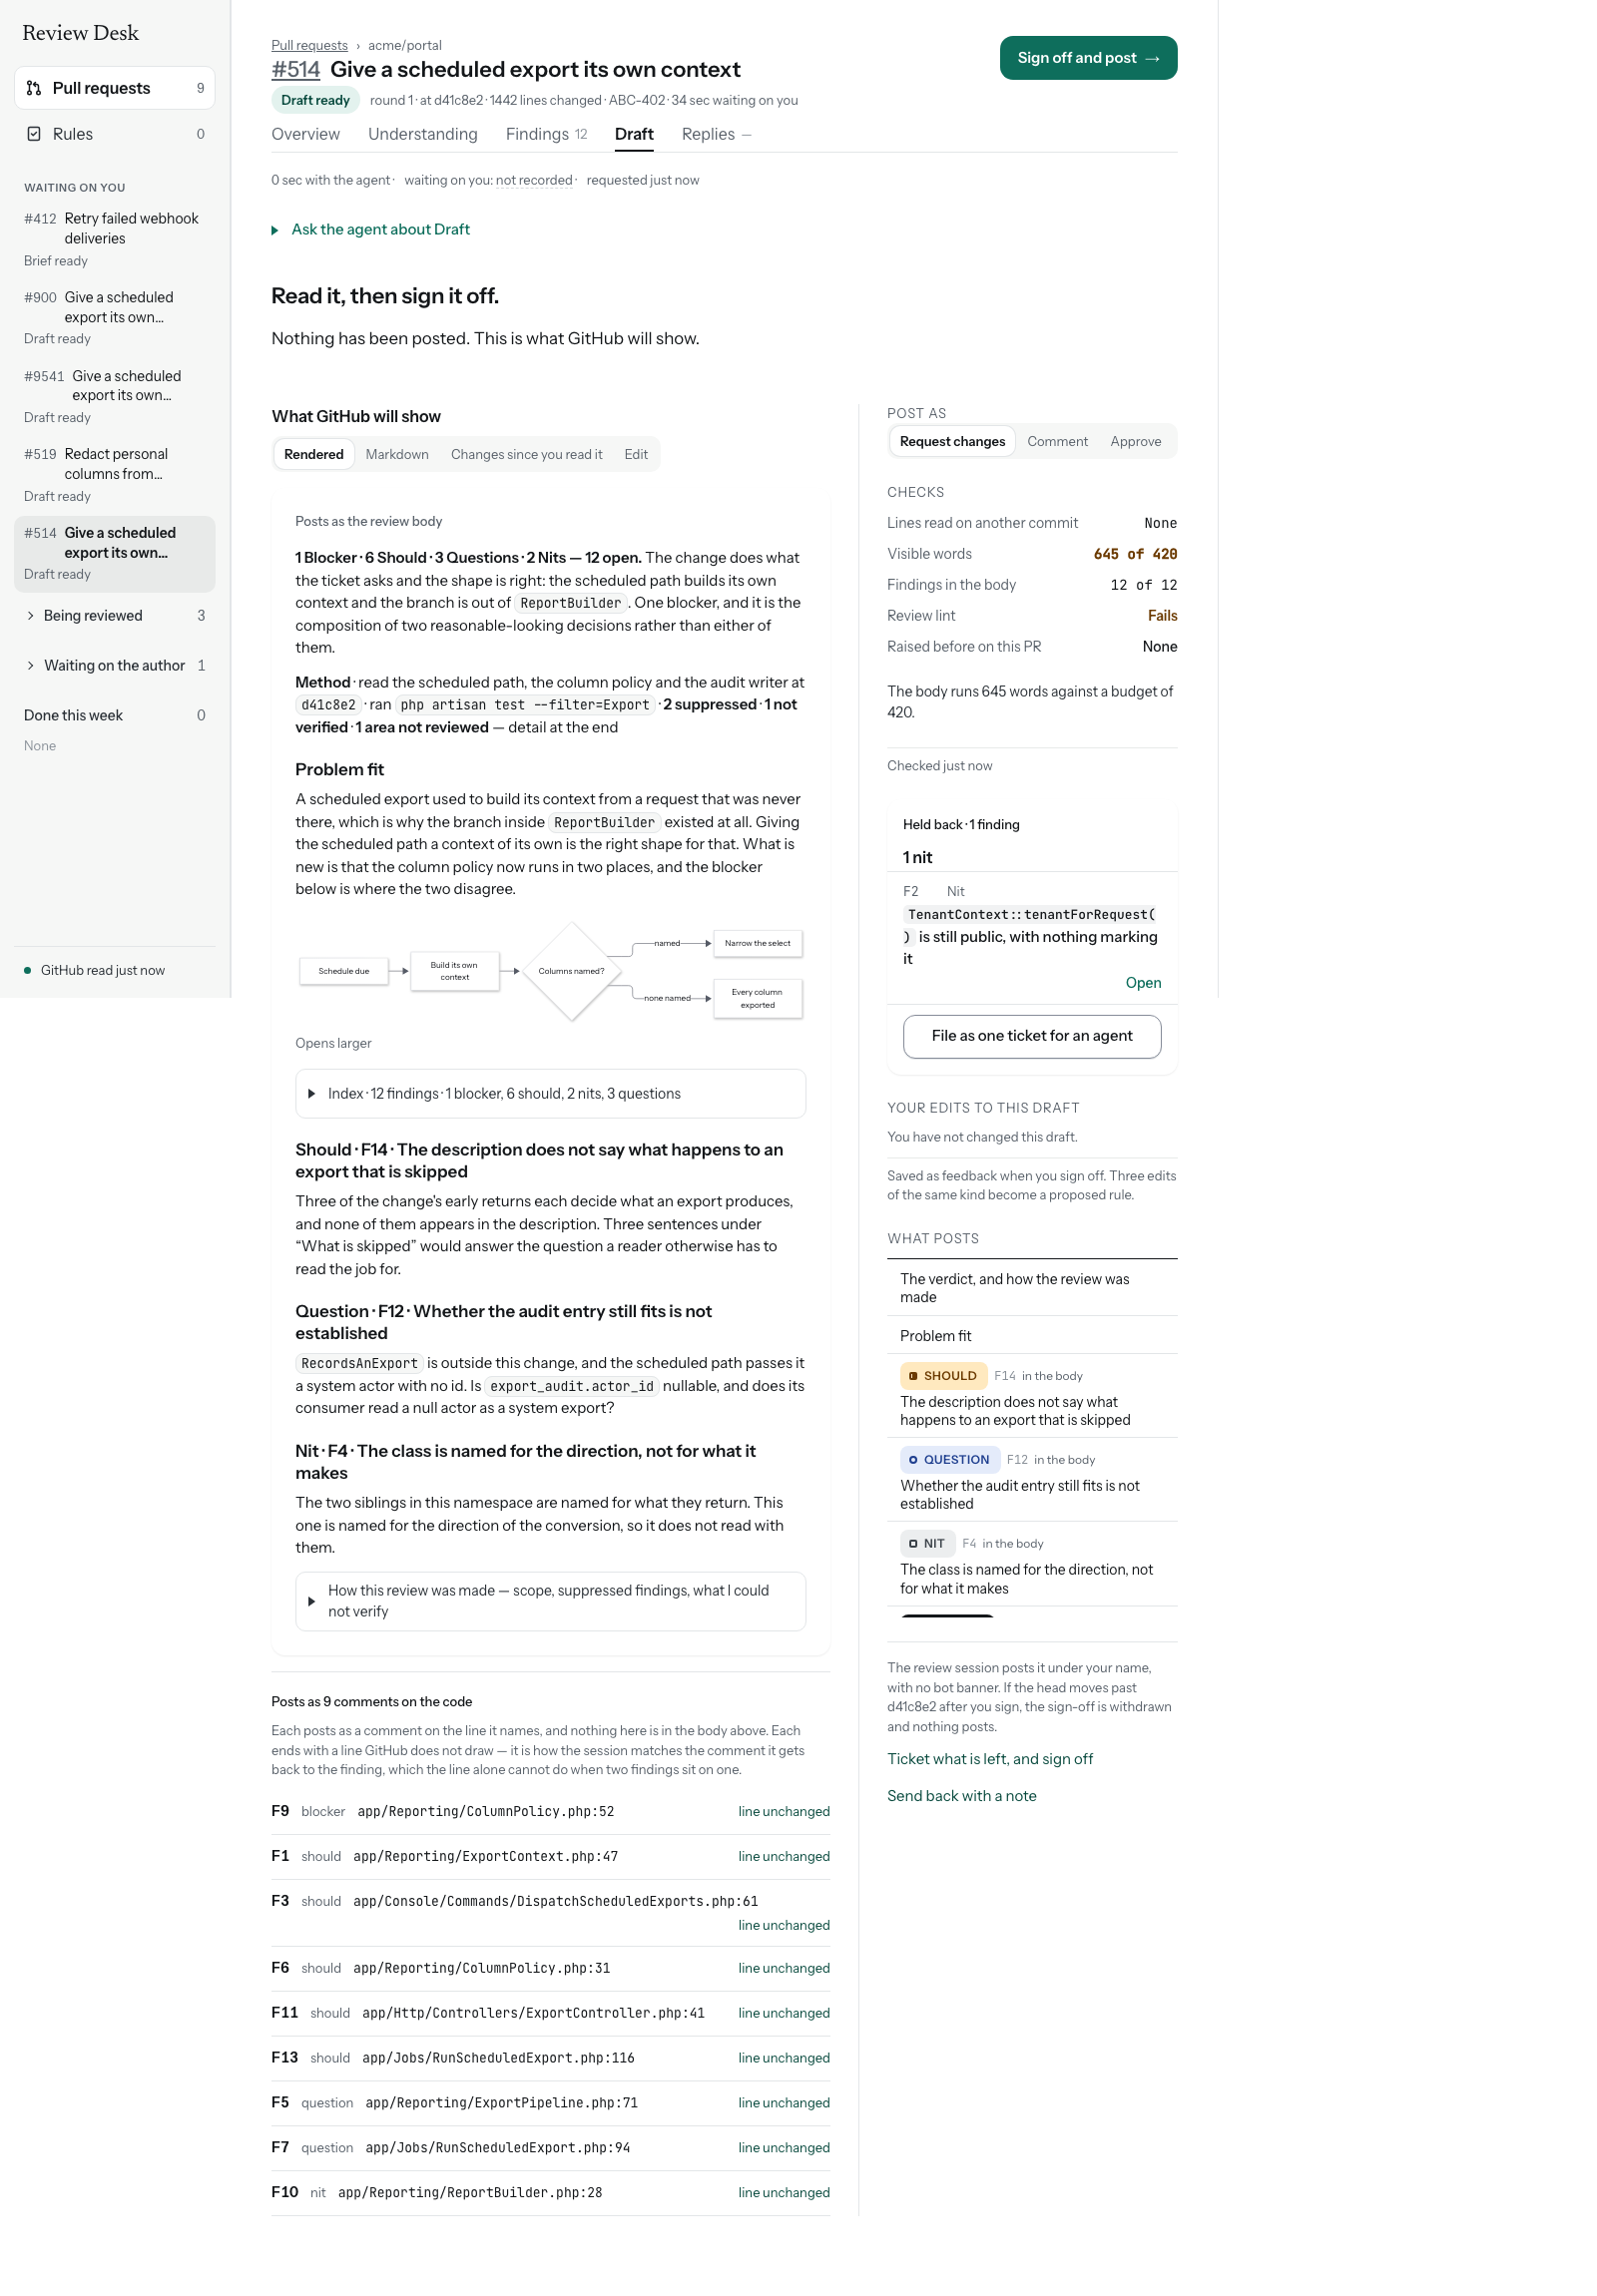 Review Desk
Pull requests 9
Rules 0
WAITING ON YOU
#412 Retry failed webhook
deliveries
Brief ready
#900 Give a scheduled
export its own…
Draft ready
#9541 Give a scheduled
export its own…
Draft ready
#519 Redact personal
columns from…
Draft ready
#514 Give a scheduled
export its own…
Draft ready
Being reviewed 3
Waiting on the author 1
Done this week 0
None
GitHub read just now
Pull requests › acme/portal
#514 Give a scheduled export its own context
Sign off and post →
Draft ready round 1 · at d41c8e2 · 1442 lines changed · ABC-402 · 34 sec waiting on you
Overview Understanding Findings 12 Draft Replies —
0 sec with the agent · waiting on you: not recorded · requested just now
Ask the agent about Draft
Read it, then sign it off.
Nothing has been posted. This is what GitHub will show.
What GitHub will show
Rendered Markdown Changes since you read it Edit
Posts as the review body
1 Blocker · 6 Should · 3 Questions · 2 Nits — 12 open. The change does what
the ticket asks and the shape is right: the scheduled path builds its own
context and the branch is out of ReportBuilder. One blocker, and it is the
composition of two reasonable-looking decisions rather than either of
them.
Method · read the scheduled path, the column policy and the audit writer at
d41c8e2 · ran php artisan test --filter=Export · 2 suppressed · 1 not
verified · 1 area not reviewed — detail at the end
Problem fit
A scheduled export used to build its context from a request that was never
there, which is why the branch inside ReportBuilder existed at all. Giving
the scheduled path a context of its own is the right shape for that. What is
new is that the column policy now runs in two places, and the blocker
below is where the two disagree.
Schedule due
Build its own
context
Columns named?
named
Narrow the select
none named
Every column
exported
Opens larger
Index · 12 findings · 1 blocker, 6 should, 2 nits, 3 questions
Should · F14 · The description does not say what happens to an
export that is skipped
Three of the change's early returns each decide what an export produces,
and none of them appears in the description. Three sentences under
“What is skipped” would answer the question a reader otherwise has to
read the job for.
Question · F12 · Whether the audit entry still fits is not
established
RecordsAnExport is outside this change, and the scheduled path passes it
a system actor with no id. Is export_audit.actor_id nullable, and does its
consumer read a null actor as a system export?
Nit · F4 · The class is named for the direction, not for what it
makes
The two siblings in this namespace are named for what they return. This
one is named for the direction of the conversion, so it does not read with
them.
How this review was made — scope, suppressed findings, what I could
not verify
Posts as 9 comments on the code
Each posts as a comment on the line it names, and nothing here is in the body above. Each
ends with a line GitHub does not draw — it is how the session matches the comment it gets
back to the finding, which the line alone cannot do when two findings sit on one.
F9 blocker app/Reporting/ColumnPolicy.php:52 line unchanged
F1 should app/Reporting/ExportContext.php:47 line unchanged
F3 should app/Console/Commands/DispatchScheduledExports.php:61
line unchanged
F6 should app/Reporting/ColumnPolicy.php:31 line unchanged
F11 should app/Http/Controllers/ExportController.php:41 line unchanged
F13 should app/Jobs/RunScheduledExport.php:116 line unchanged
F5 question app/Reporting/ExportPipeline.php:71 line unchanged
F7 question app/Jobs/RunScheduledExport.php:94 line unchanged
F10 nit app/Reporting/ReportBuilder.php:28 line unchanged
POST AS
Request changes Comment Approve
CHECKS
Lines read on another commit None
Visible words 645 of 420
Findings in the body 12 of 12
Review lint Fails
Raised before on this PR None
The body runs 645 words against a budget of
420.
Checked just now
Held back · 1 finding
1 nit
F2 Nit
TenantContext::tenantForRequest(
) is still public, with nothing marking
it
Open
File as one ticket for an agent
YOUR EDITS TO THIS DRAFT
You have not changed this draft.
Saved as feedback when you sign off. Three edits
of the same kind become a proposed rule.
WHAT POSTS
The verdict, and how the review was
made
Problem fit
SHOULD F14 in the body
The description does not say what
happens to an export that is skipped
QUESTION F12 in the body
Whether the audit entry still fits is not
established
NIT F4 in the body
The class is named for the direction, not
for what it makes
The review session posts it under your name,
with no bot banner. If the head moves past
d41c8e2 after you sign, the sign-off is withdrawn
and nothing posts.
Ticket what is left, and sign off
Send back with a note